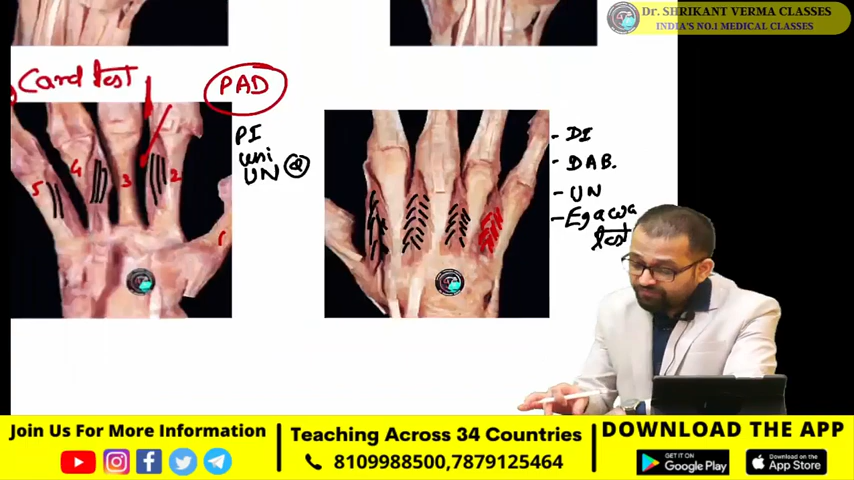 Dr. SHRIKANT VERMA CLASSES
INDIA'S NO.1 MEDICAL CLASSES
Card test
PAD
PI
uni
UN Q
5
4
3
2
1
- DI
- DAB.
- UN
- Egawa
test
Join Us For More Information
Teaching Across 34 Countries
8109988500,7879125464
DOWNLOAD THE APP
GET IT ON
Google Play
Download on the
App Store